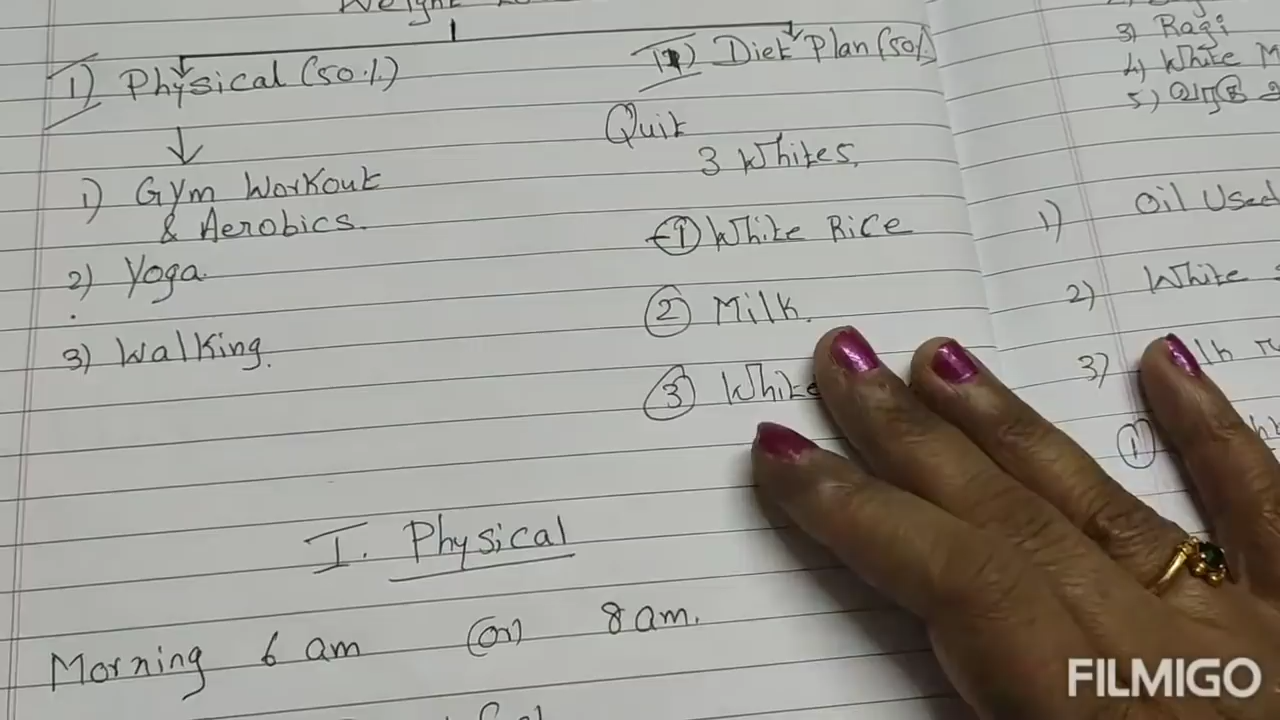 Weight
I) Physical (50%)
II) Diet Plan (50%)
↓
1) Gym Workout
& Aerobics.
2) Yoga.
3) Walking.
Quit
3 Whites.
① White Rice
② Milk.
③ White
I. Physical
Morning 6 am (or) 8 am.
3) Ragi
4) White
5)
1) Oil Used
2) White
3)
①
FILMIGO